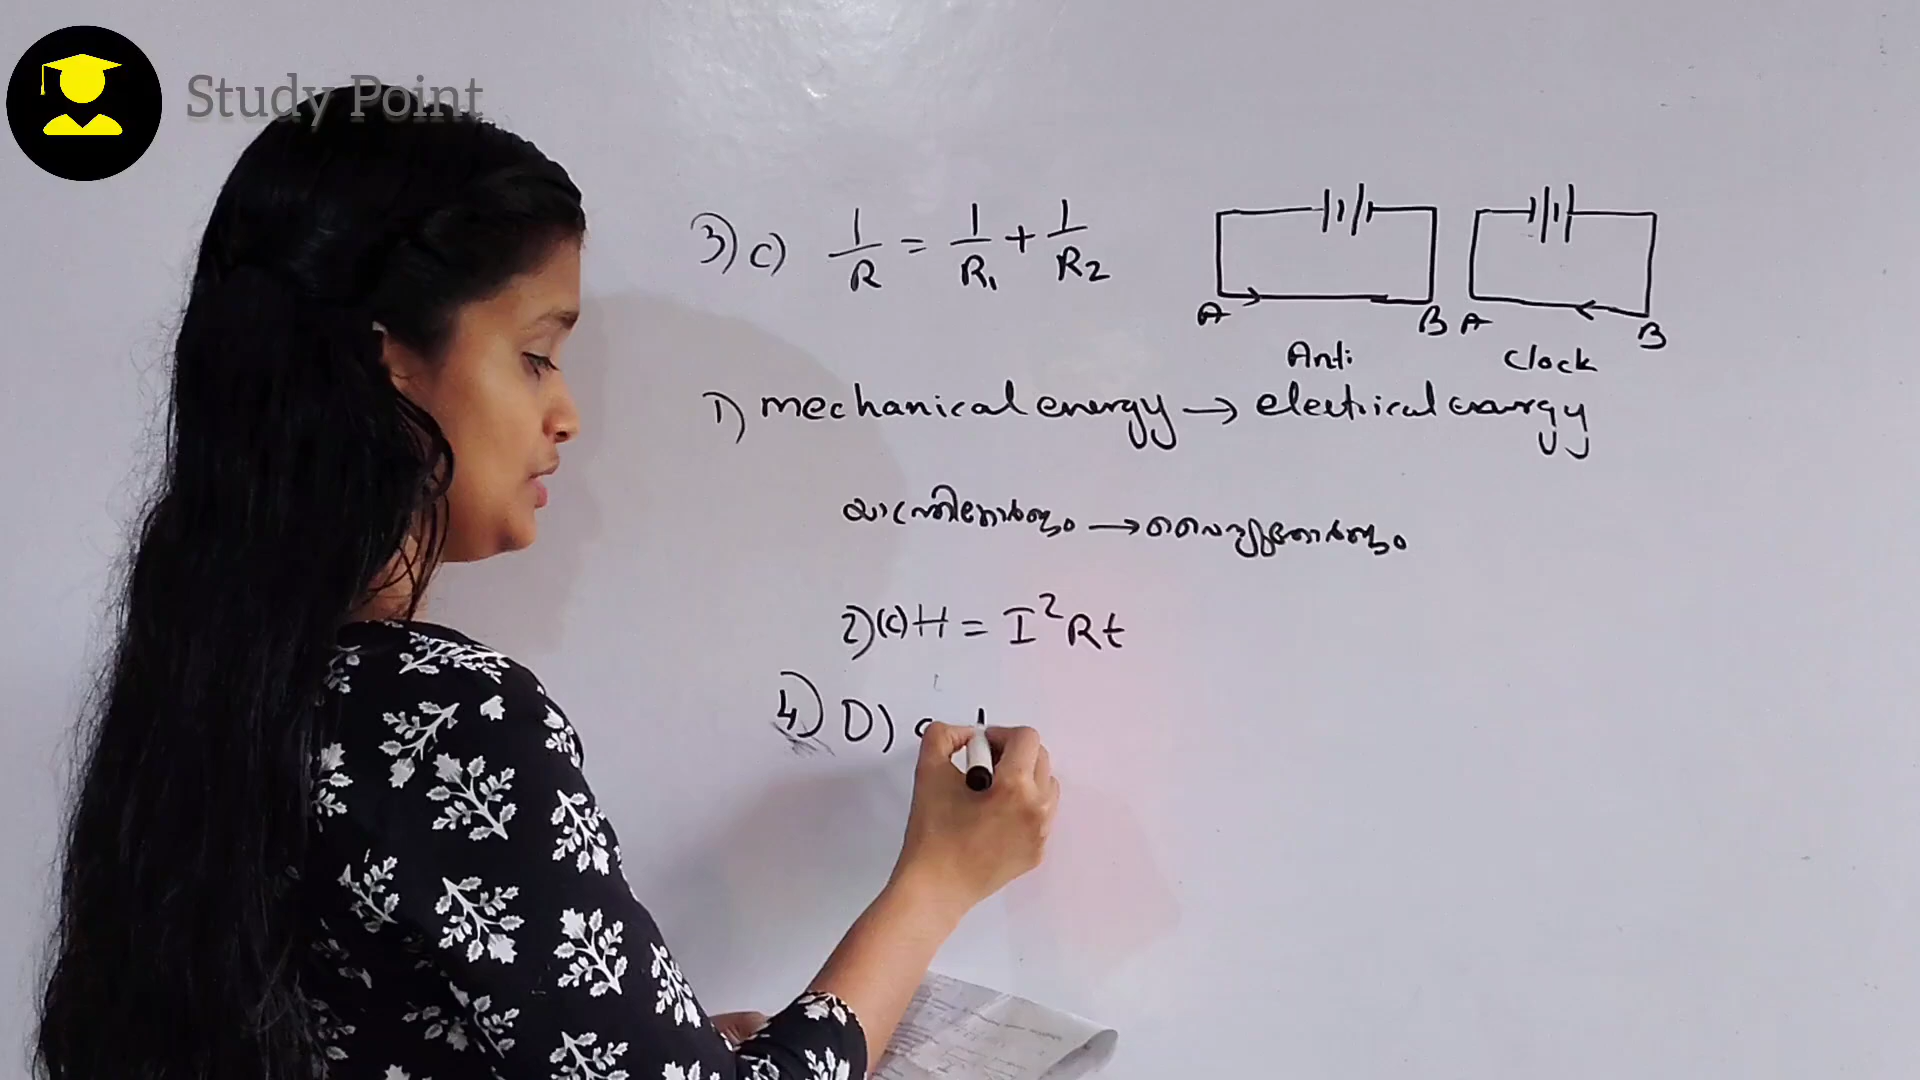 Study Point
3) c) 1/R = 1/R₁ + 1/R₂
A B A B
Anti Clock
1) mechanical energy → electrical energy
യാന്ത്രികോർജ്ജം → വൈദ്യുതോർജ്ജം
2) (c) H = I²Rt
4) D)